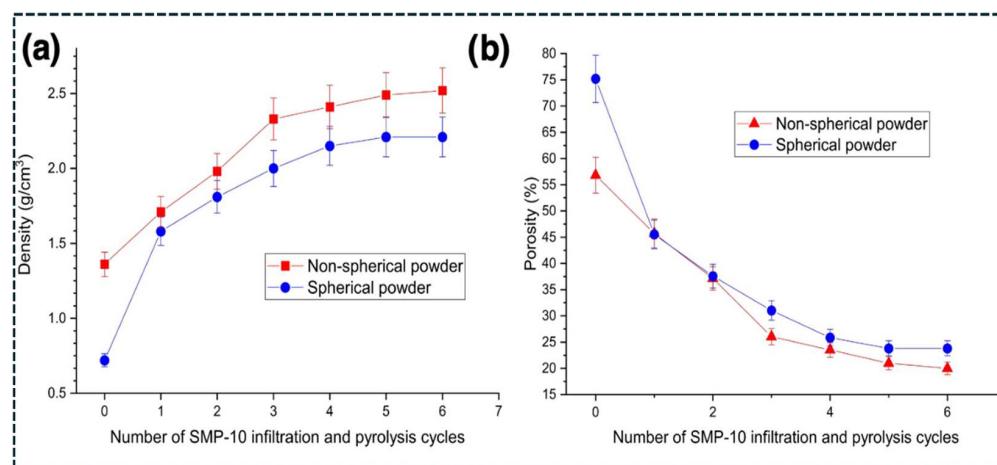 (a)
Density (g/cm³)
2.5
2.0
1.5
1.0
0.5
Non-spherical powder
Spherical powder
0 1 2 3 4 5 6 7
Number of SMP-10 infiltration and pyrolysis cycles
(b)
Porosity (%)
80
75
70
65
60
55
50
45
40
35
30
25
20
15
Non-spherical powder
Spherical powder
0 2 4 6
Number of SMP-10 infiltration and pyrolysis cycles